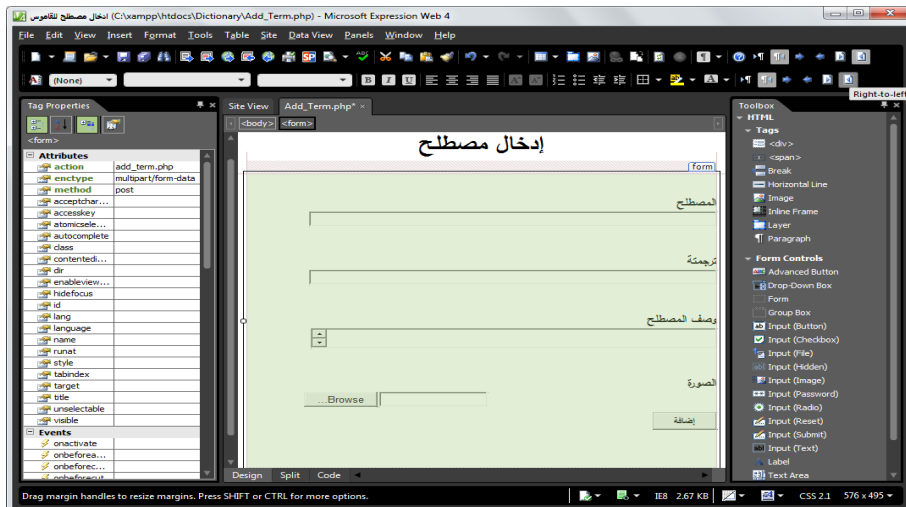 ادخال مصطلح للقاموس (C:\xampp\htdocs\Dictionary\Add_Term.php) - Microsoft Expression Web 4
File Edit View Insert Format Tools Table Site Data View Panels Window Help
(None)
B I U
Right-to-left
Tag Properties
<form>
Attributes
action add_term.php
enctype multipart/form-data
method post
acceptchar...
accesskey
atomicsele...
autocomplete
class
contentedi...
dir
enableview...
hidefocus
id
lang
language
name
runat
style
tabindex
target
title
unselectable
visible
Events
onactivate
onbeforea...
onbeforec...
onbeforecut
Site View Add_Term.php*
<body> <form>
إدخال مصطلح
form
المصطلح
ترجمتة
وصف المصطلح
الصورة
Browse...
إضافة
Design Split Code
Toolbox
HTML
Tags
<div>
<span>
Break
Horizontal Line
Image
Inline Frame
Layer
Paragraph
Form Controls
Advanced Button
Drop-Down Box
Form
Group Box
Input (Button)
Input (Checkbox)
Input (File)
Input (Hidden)
Input (Image)
Input (Password)
Input (Radio)
Input (Reset)
Input (Submit)
Input (Text)
Label
Text Area
Drag margin handles to resize margins. Press SHIFT or CTRL for more options.
IE8 2.67 KB CSS 2.1 576 x 495